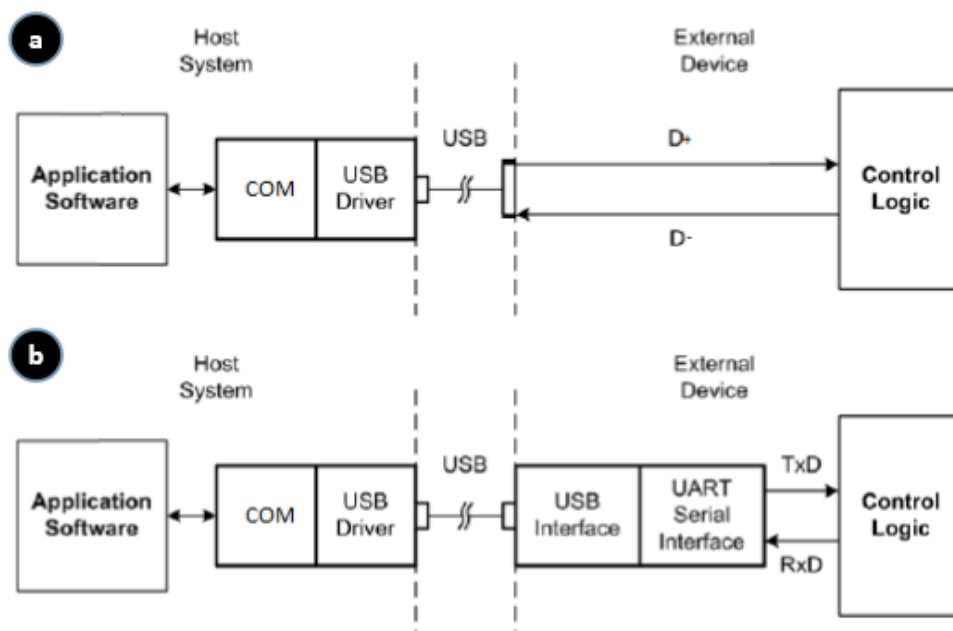 a
Host
System
External
Device
Application
Software
COM
USB
Driver
USB
D+
D-
Control
Logic
b
Host
System
External
Device
Application
Software
COM
USB
Driver
USB
USB
Interface
UART
Serial
Interface
TxD
RxD
Control
Logic